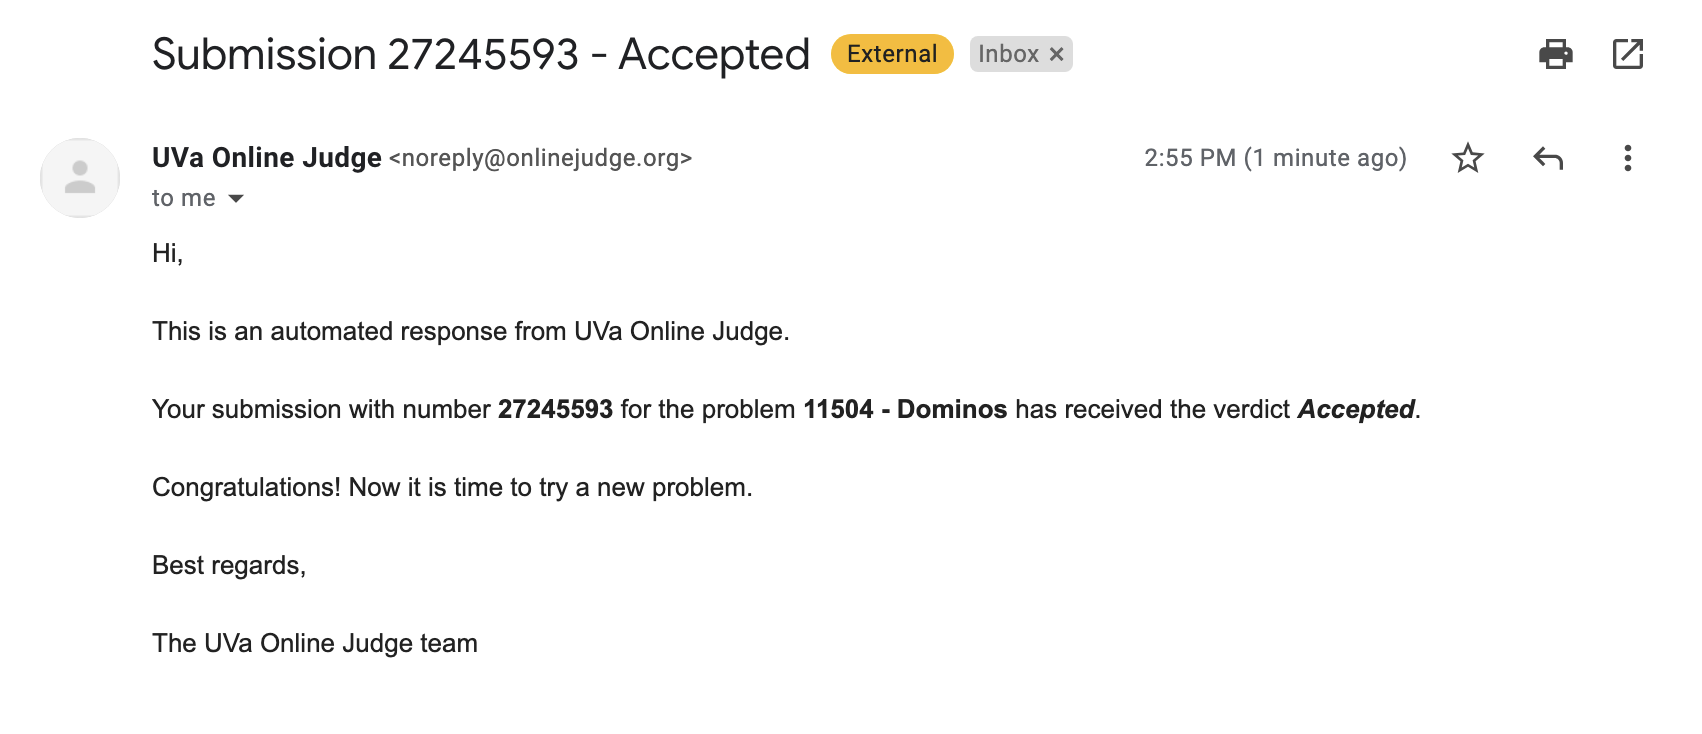 Submission 27245593 - Accepted External Inbox ×
UVa Online Judge <noreply@onlinejudge.org> 2:55 PM (1 minute ago)
to me
Hi,
This is an automated response from UVa Online Judge.
Your submission with number 27245593 for the problem 11504 - Dominos has received the verdict Accepted.
Congratulations! Now it is time to try a new problem.
Best regards,
The UVa Online Judge team